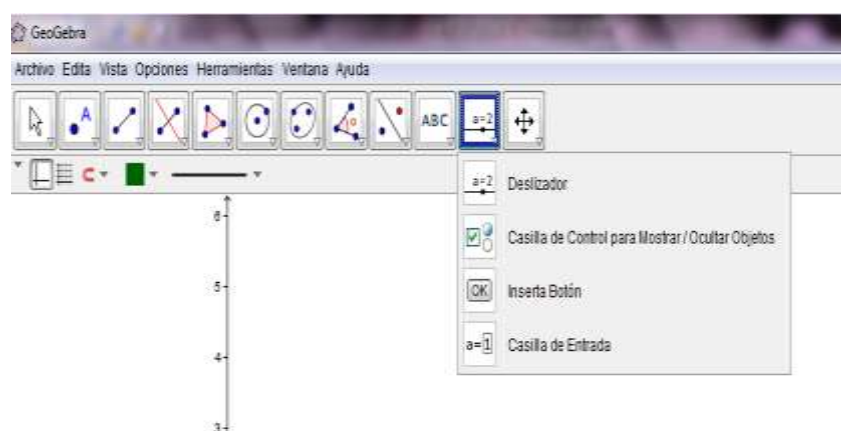 GeoGebra
Archivo Edita Vista Opciones Herramientas Ventana Ayuda
A
ABC
a=2
a=2 Deslizador
Casilla de Control para Mostrar / Ocultar Objetos
OK Inserta Botón
a=1 Casilla de Entrada
6
5
4
3